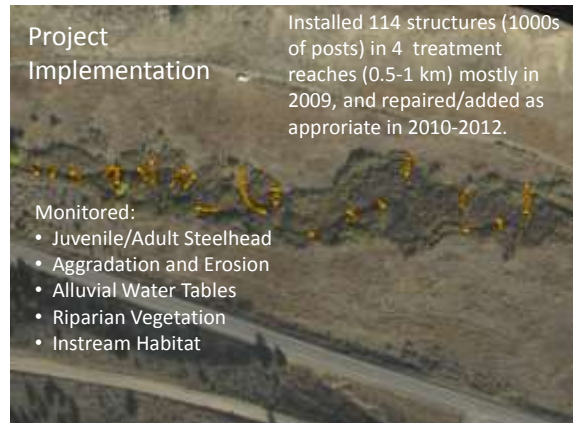 Project
Implementation
Installed 114 structures (1000s
of posts) in 4 treatment
reaches (0.5-1 km) mostly in
2009, and repaired/added as
approriate in 2010-2012.
Monitored:
• Juvenile/Adult Steelhead
• Aggradation and Erosion
• Alluvial Water Tables
• Riparian Vegetation
• Instream Habitat